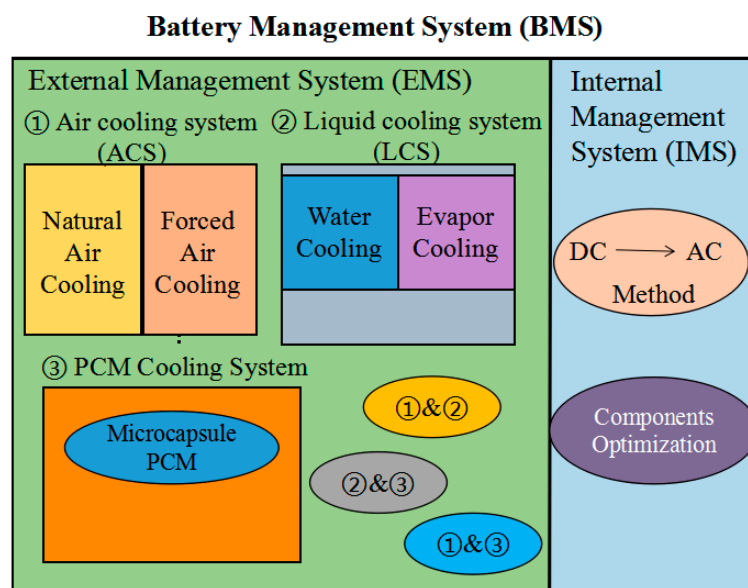 Battery Management System (BMS)
External Management System (EMS)
① Air cooling system
(ACS)
② Liquid cooling system
(LCS)
Natural
Air
Cooling
Forced
Air
Cooling
Water
Cooling
Evapor
Cooling
③ PCM Cooling System
Microcapsule
PCM
①&②
②&③
①&③
Internal
Management
System (IMS)
DC → AC
Method
Components
Optimization